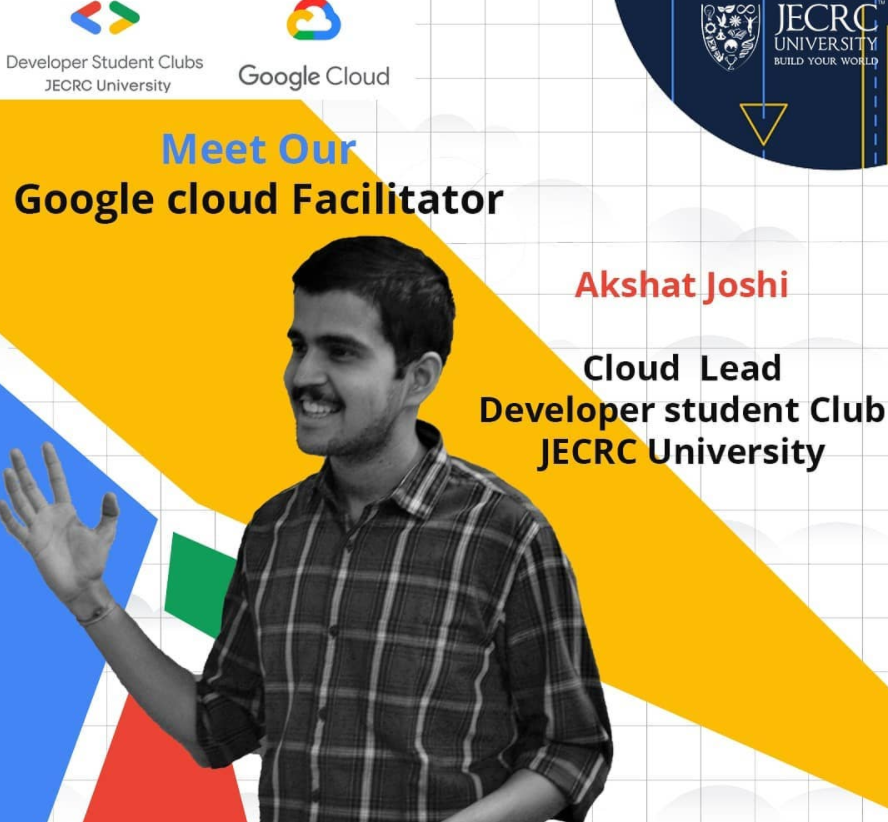 Developer Student Clubs
JECRC University
Google Cloud
JECRC
UNIVERSITY
BUILD YOUR WORLD
Meet Our
Google cloud Facilitator
Akshat Joshi
Cloud Lead
Developer student Club
JECRC University